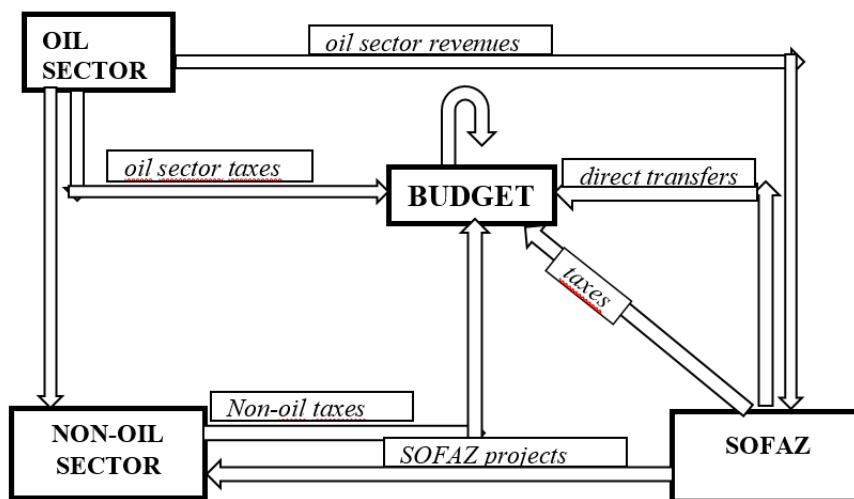 OIL
SECTOR
oil sector revenues
oil sector taxes
BUDGET
direct transfers
taxes
Non-oil taxes
NON-OIL
SECTOR
SOFAZ projects
SOFAZ